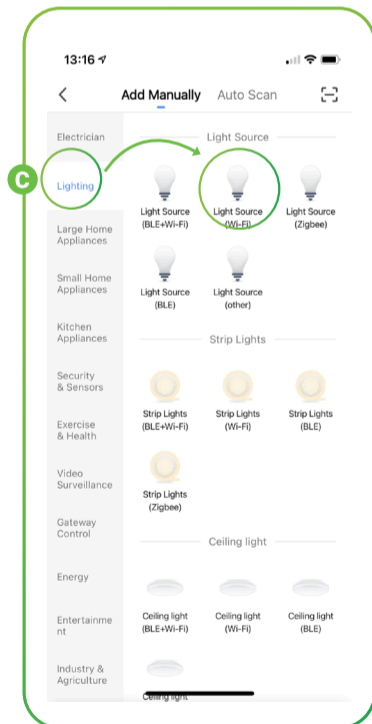 13:16
Add Manually Auto Scan
C
Electrician
Lighting
Large Home
Appliances
Small Home
Appliances
Kitchen
Appliances
Security
& Sensors
Exercise
& Health
Video
Surveillance
Gateway
Control
Energy
Entertainme
nt
Industry &
Agriculture
Light Source
Light Source
(BLE+Wi-Fi)
Light Source
(Wi-Fi)
Light Source
(Zigbee)
Light Source
(BLE)
Light Source
(other)
Strip Lights
Strip Lights
(BLE+Wi-Fi)
Strip Lights
(Wi-Fi)
Strip Lights
(BLE)
Strip Lights
(Zigbee)
Ceiling light
Ceiling light
(BLE+Wi-Fi)
Ceiling light
(Wi-Fi)
Ceiling light
(BLE)
Ceiling light